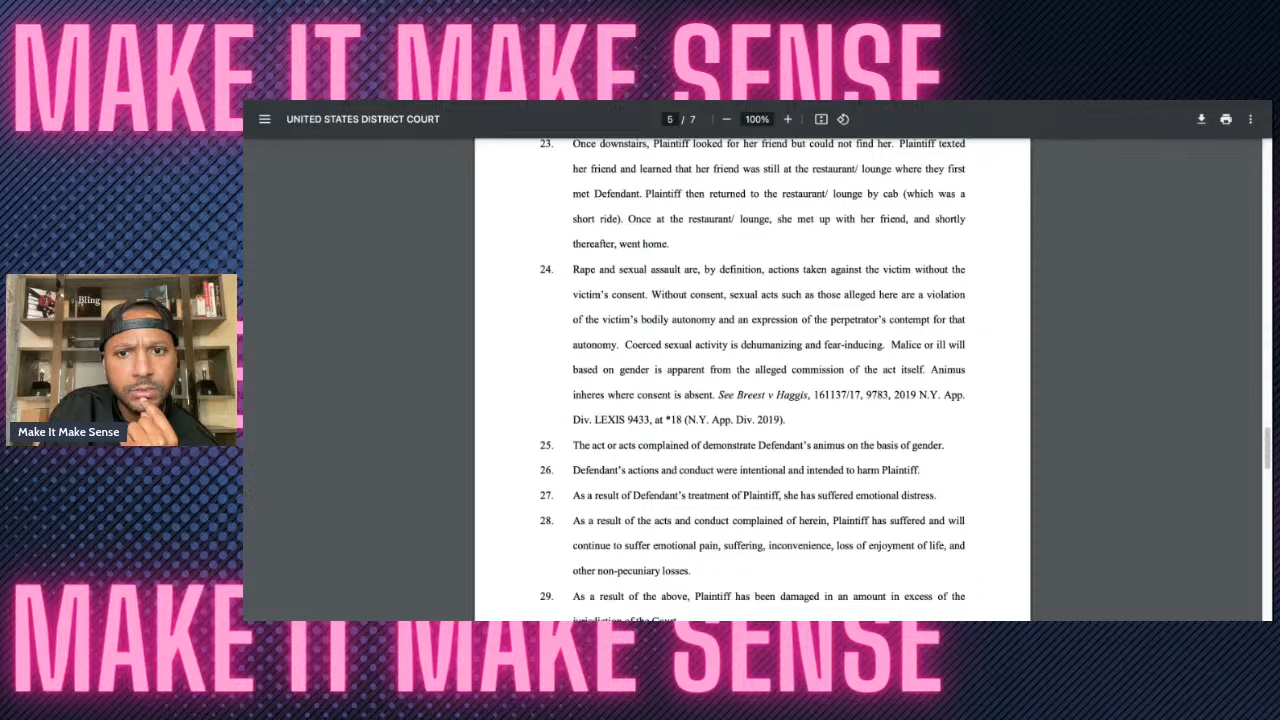 MAKE IT MAKE SENSE
UNITED STATES DISTRICT COURT
5 / 7
100%
23. Once downstairs, Plaintiff looked for her friend but could not find her. Plaintiff texted
her friend and learned that her friend was still at the restaurant/ lounge where they first
met Defendant. Plaintiff then returned to the restaurant/ lounge by cab (which was a
short ride). Once at the restaurant/ lounge, she met up with her friend, and shortly
thereafter, went home.
24. Rape and sexual assault are, by definition, actions taken against the victim without the
victim's consent. Without consent, sexual acts such as those alleged here are a violation
of the victim's bodily autonomy and an expression of the perpetrator's contempt for that
autonomy. Coerced sexual activity is dehumanizing and fear-inducing. Malice or ill will
based on gender is apparent from the alleged commission of the act itself. Animus
inheres where consent is absent. See Breest v Haggis, 161137/17, 9783, 2019 N.Y. App.
Div. LEXIS 9433, at *18 (N.Y. App. Div. 2019).
25. The act or acts complained of demonstrate Defendant's animus on the basis of gender.
26. Defendant's actions and conduct were intentional and intended to harm Plaintiff.
27. As a result of Defendant's treatment of Plaintiff, she has suffered emotional distress.
28. As a result of the acts and conduct complained of herein, Plaintiff has suffered and will
continue to suffer emotional pain, suffering, inconvenience, loss of enjoyment of life, and
other non-pecuniary losses.
29. As a result of the above, Plaintiff has been damaged in an amount in excess of the
jurisdiction of the Court.
Bling
Make It Make Sense
MAKE IT MAKE SENSE